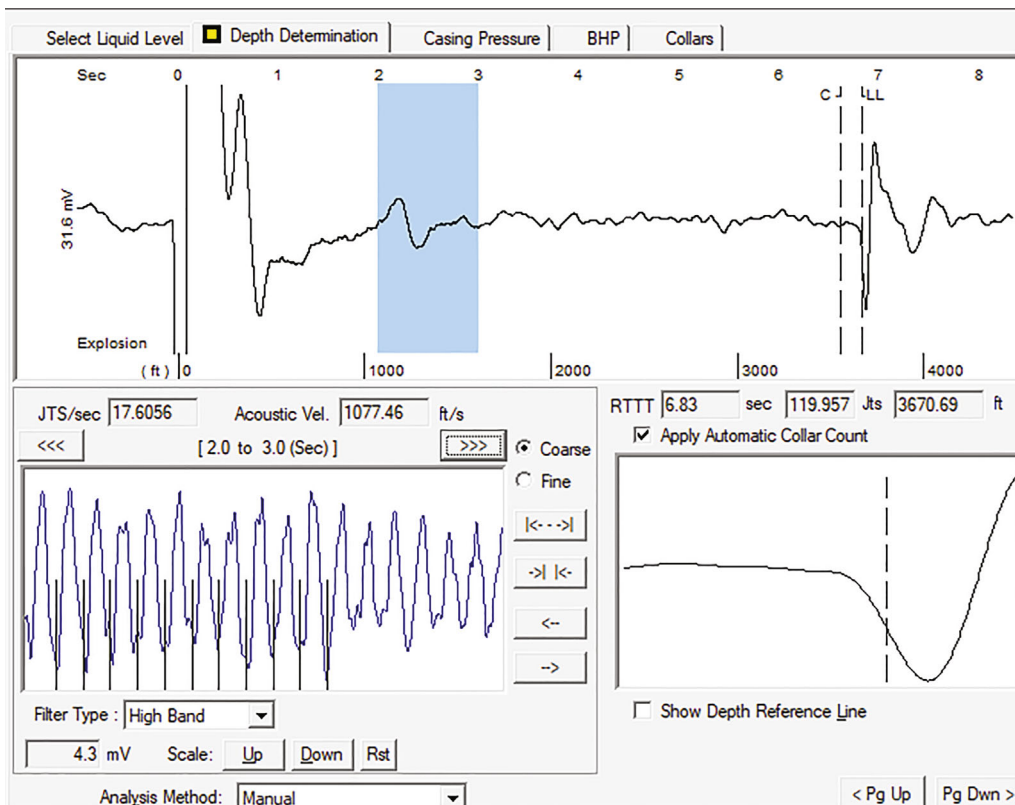 Select Liquid Level Depth Determination Casing Pressure BHP Collars
Sec 0 1 2 3 4 5 6 7 8
C LL
31.6 mV
Explosion
(ft) 0 1000 2000 3000 4000
JTS/sec 17.6056 Acoustic Vel. 1077.46 ft/s
<<< [ 2.0 to 3.0 (Sec) ] >>>
Coarse
Fine
|<- - ->|
->| |<-
<--
-->
Filter Type : High Band
4.3 mV Scale: Up Down Rst
Analysis Method: Manual
RTTT 6.83 sec 119.957 Jts 3670.69 ft
Apply Automatic Collar Count
Show Depth Reference Line
< Pg Up Pg Dwn >